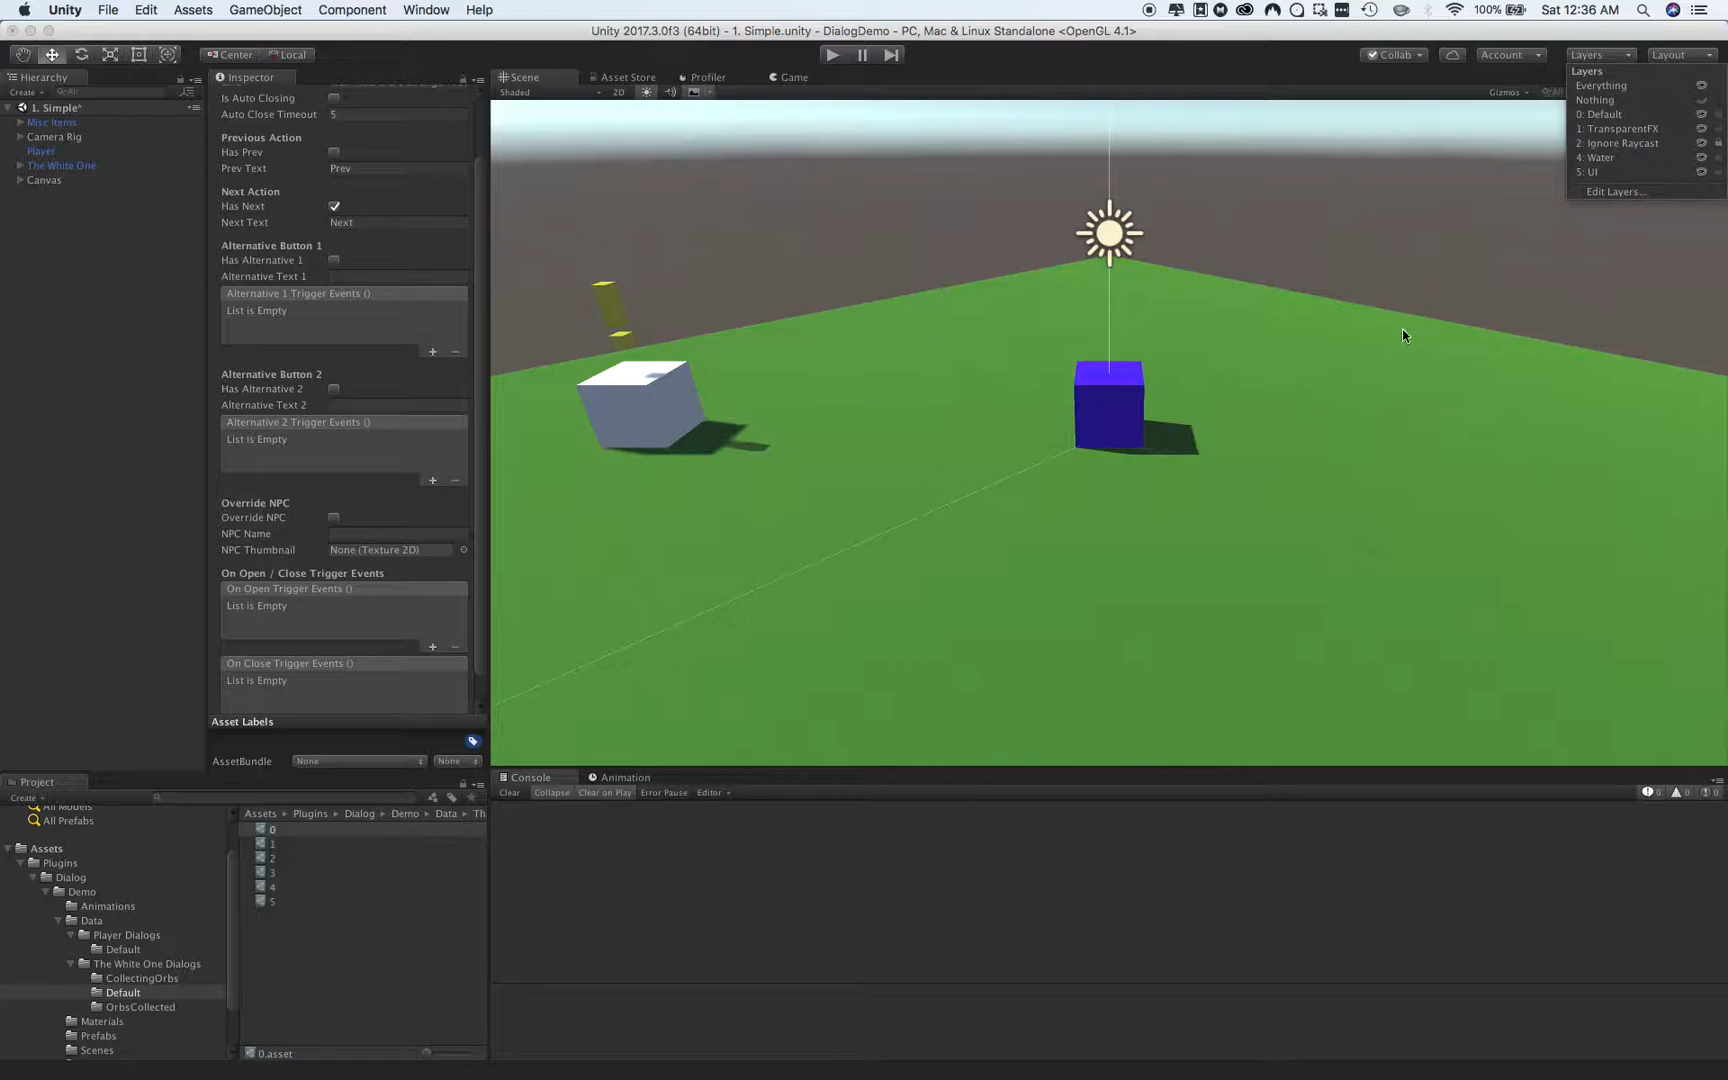 Unity File Edit Assets GameObject Component Window Help
100% Sat 12:36 AM
Unity 2017.3.0f3 (64bit) - 1. Simple.unity - DialogDemo - PC, Mac & Linux Standalone <OpenGL 4.1>
Center Local
Collab Account Layers Layout
Hierarchy
Create All
1. Simple*
Misc Items
Camera Rig
Player
The White One
Canvas
Inspector
Is Auto Closing
Auto Close Timeout 5
Previous Action
Has Prev
Prev Text Prev
Next Action
Has Next
Next Text Next
Alternative Button 1
Has Alternative 1
Alternative Text 1
Alternative 1 Trigger Events ()
List is Empty
Alternative Button 2
Has Alternative 2
Alternative Text 2
Alternative 2 Trigger Events ()
List is Empty
Override NPC
Override NPC
NPC Name
NPC Thumbnail None (Texture 2D)
On Open / Close Trigger Events
On Open Trigger Events ()
List is Empty
On Close Trigger Events ()
List is Empty
Asset Labels
AssetBundle None None
Scene Asset Store Profiler Game
Shaded 2D Gizmos All
Layers
Everything
Nothing
0: Default
1: TransparentFX
2: Ignore Raycast
4: Water
5: UI
Edit Layers...
Project
Create
All Models
All Prefabs
Assets
Plugins
Dialog
Demo
Animations
Data
Player Dialogs
Default
The White One Dialogs
CollectingOrbs
Default
OrbsCollected
Materials
Prefabs
Scenes
Assets Plugins Dialog Demo Data Th
0
1
2
3
4
5
0.asset
Console Animation
Clear Collapse Clear on Play Error Pause Editor
0 0 0